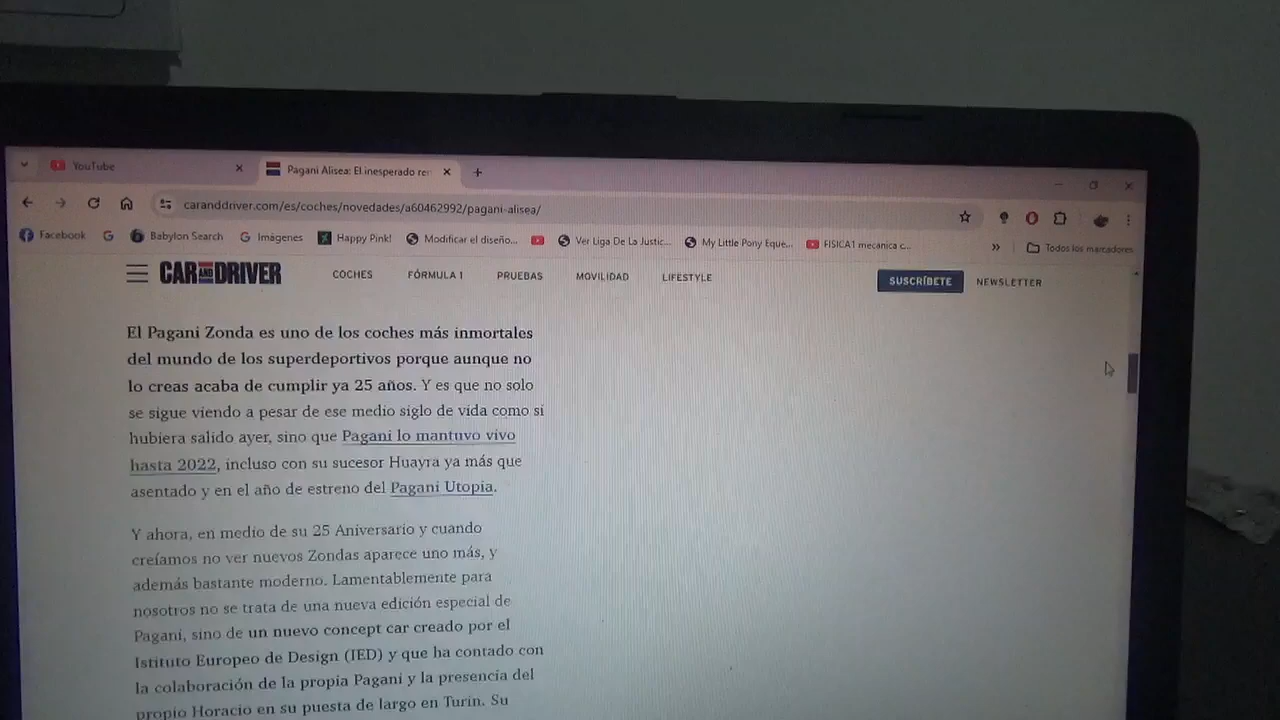 YouTube
Pagani Alisea: El inesperado rer
caranddriver.com/es/coches/novedades/a60462992/pagani-alisea/
Facebook
Babylon Search
Imágenes
Happy Pink!
Modificar el diseño...
Ver Liga De La Justic...
My Little Pony Eque...
FISICA1 mecanica c...
»
Todos los marcadores
CAR AND DRIVER
COCHES
FÓRMULA 1
PRUEBAS
MOVILIDAD
LIFESTYLE
SUSCRÍBETE
NEWSLETTER
El Pagani Zonda es uno de los coches más inmortales
del mundo de los superdeportivos porque aunque no
lo creas acaba de cumplir ya 25 años. Y es que no solo
se sigue viendo a pesar de ese medio siglo de vida como si
hubiera salido ayer, sino que Pagani lo mantuvo vivo
hasta 2022, incluso con su sucesor Huayra ya más que
asentado y en el año de estreno del Pagani Utopia.
Y ahora, en medio de su 25 Aniversario y cuando
creíamos no ver nuevos Zondas aparece uno más, y
además bastante moderno. Lamentablemente para
nosotros no se trata de una nueva edición especial de
Pagani, sino de un nuevo concept car creado por el
Istituto Europeo de Design (IED) y que ha contado con
la colaboración de la propia Pagani y la presencia del
propio Horacio en su puesta de largo en Turín. Su